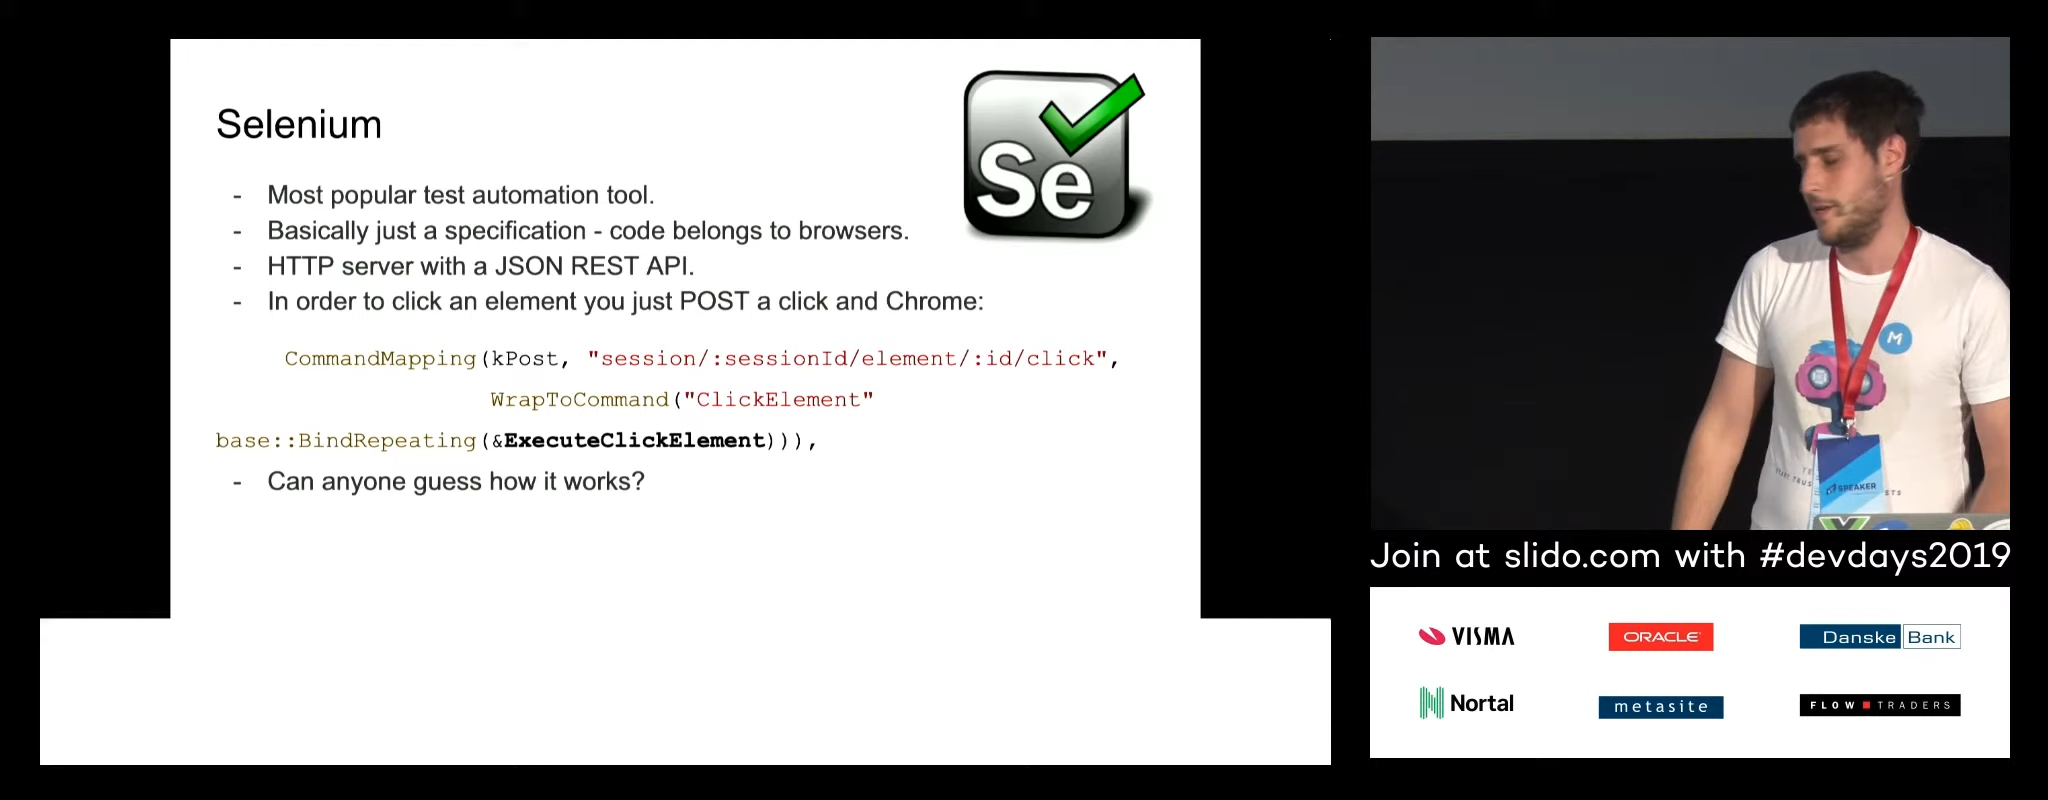 Selenium
Se
- Most popular test automation tool.
- Basically just a specification - code belongs to browsers.
- HTTP server with a JSON REST API.
- In order to click an element you just POST a click and Chrome:
CommandMapping(kPost, "session/:sessionId/element/:id/click",
WrapToCommand("ClickElement"
base::BindRepeating(&ExecuteClickElement))),
- Can anyone guess how it works?
M
SPEAKER
Join at slido.com with #devdays2019
VISMA
ORACLE
Danske Bank
Nortal
metasite
FLOW TRADERS